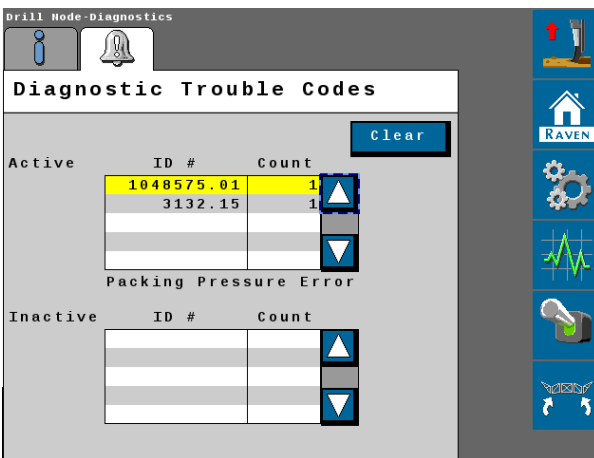 Drill Node-Diagnostics
Diagnostic Trouble Codes
Clear
Active ID # Count
1048575.01 1
3132.15 1
Packing Pressure Error
Inactive ID # Count
RAVEN